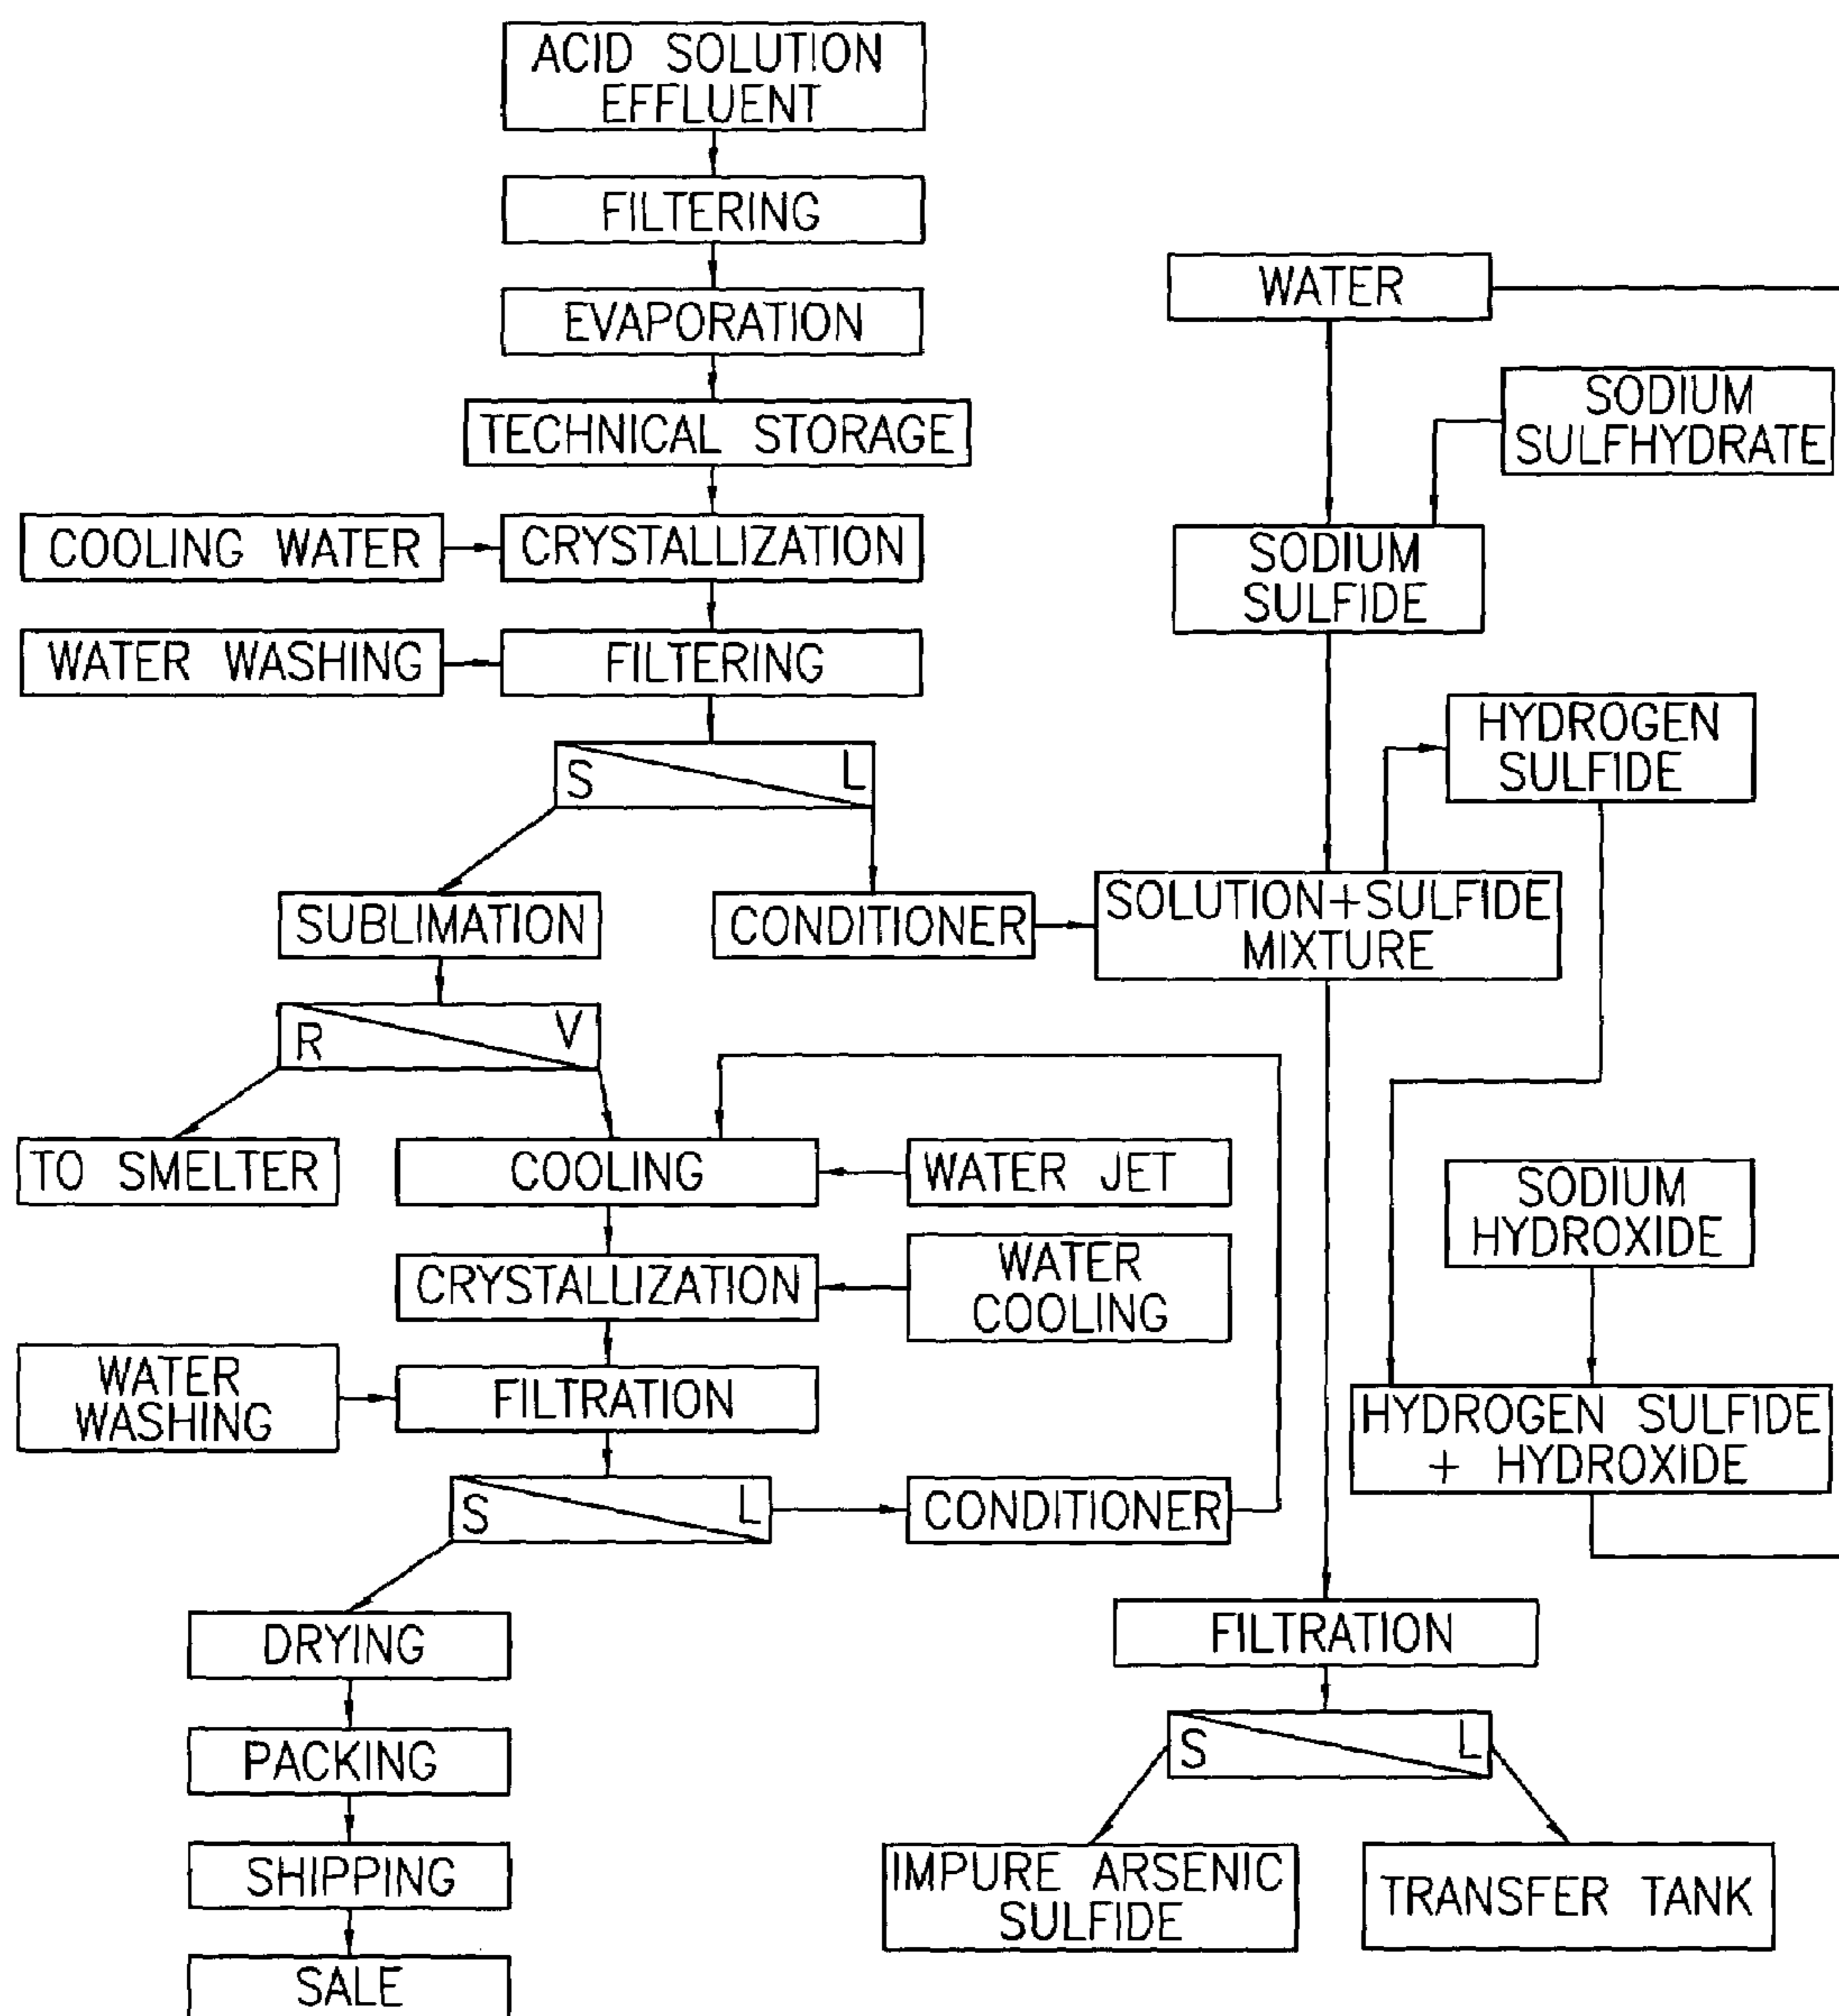 ACID SOLUTION
EFFLUENT
FILTERING
EVAPORATION
TECHNICAL STORAGE
COOLING WATER
CRYSTALLIZATION
WATER WASHING
FILTERING
S
L
SUBLIMATION
CONDITIONER
R
V
TO SMELTER
COOLING
WATER JET
CRYSTALLIZATION
WATER
COOLING
WATER
WASHING
FILTRATION
S
L
CONDITIONER
DRYING
PACKING
SHIPPING
SALE
WATER
SODIUM
SULFHYDRATE
SODIUM
SULFIDE
HYDROGEN
SULFIDE
SOLUTION+SULFIDE
MIXTURE
SODIUM
HYDROXIDE
HYDROGEN SULFIDE
+ HYDROXIDE
FILTRATION
S
L
IMPURE ARSENIC
SULFIDE
TRANSFER TANK